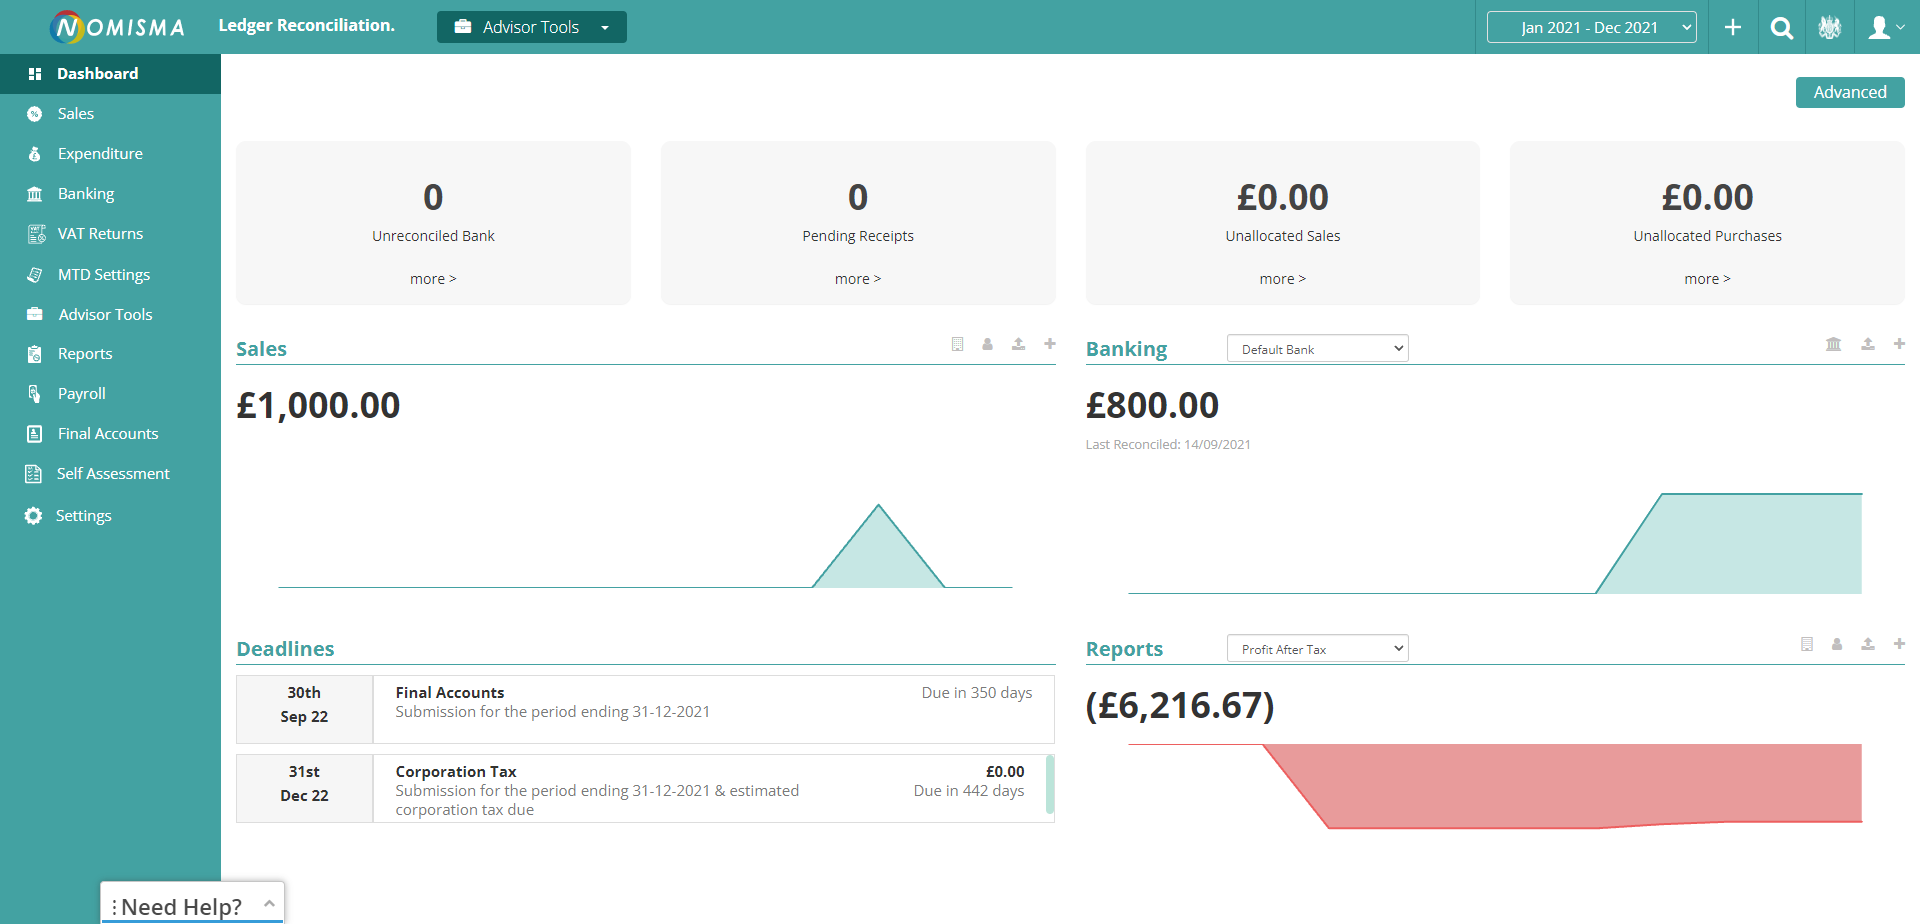 NOMISMA
Ledger Reconciliation.
Advisor Tools
Jan 2021 - Dec 2021
Dashboard
Sales
Expenditure
Banking
VAT Returns
MTD Settings
Advisor Tools
Reports
Payroll
Final Accounts
Self Assessment
Settings
Need Help?
Advanced
0
Unreconciled Bank
more >
0
Pending Receipts
more >
£0.00
Unallocated Sales
more >
£0.00
Unallocated Purchases
more >
Sales
£1,000.00
Banking
Default Bank
£800.00
Last Reconciled: 14/09/2021
Deadlines
30th
Sep 22
Final Accounts
Due in 350 days
Submission for the period ending 31-12-2021
31st
Dec 22
Corporation Tax
£0.00
Submission for the period ending 31-12-2021 & estimated
Due in 442 days
corporation tax due
Reports
Profit After Tax
(£6,216.67)